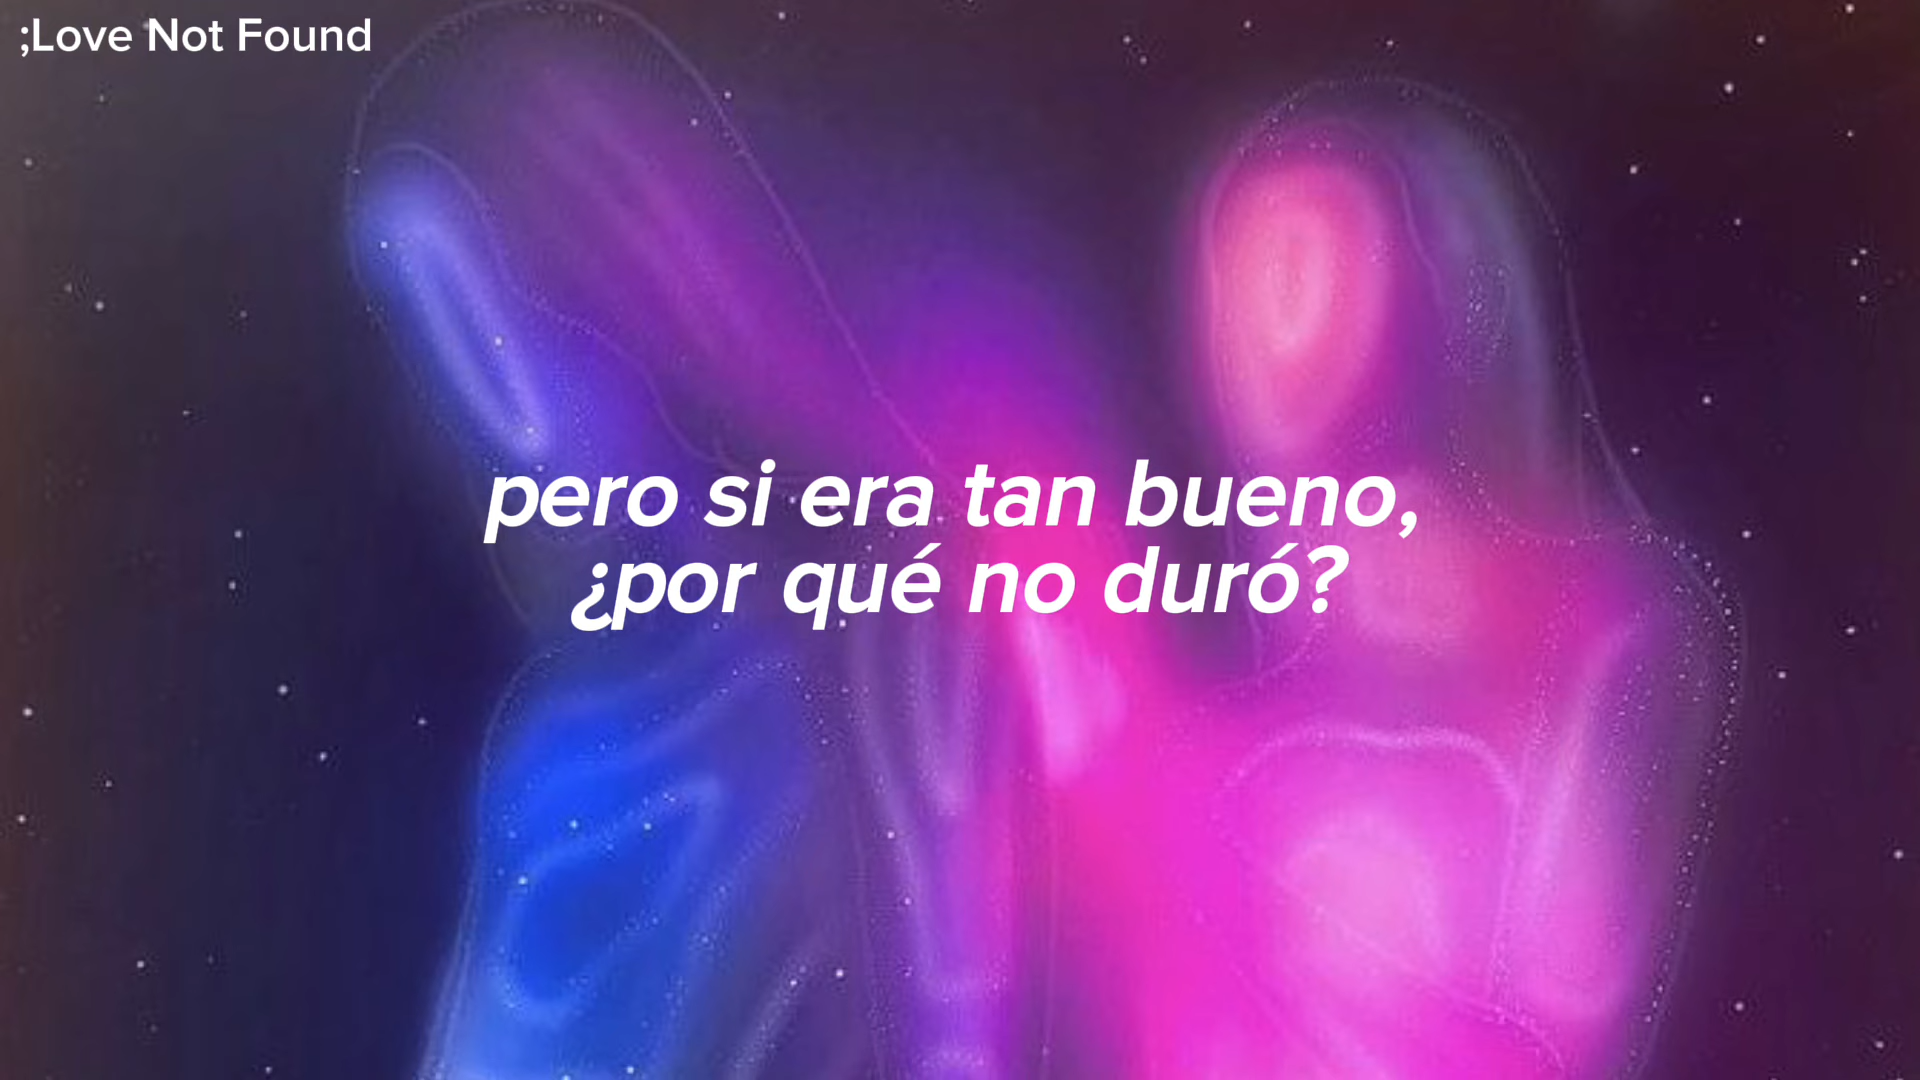 ;Love Not Found
pero si era tan bueno,
¿por qué no duró?